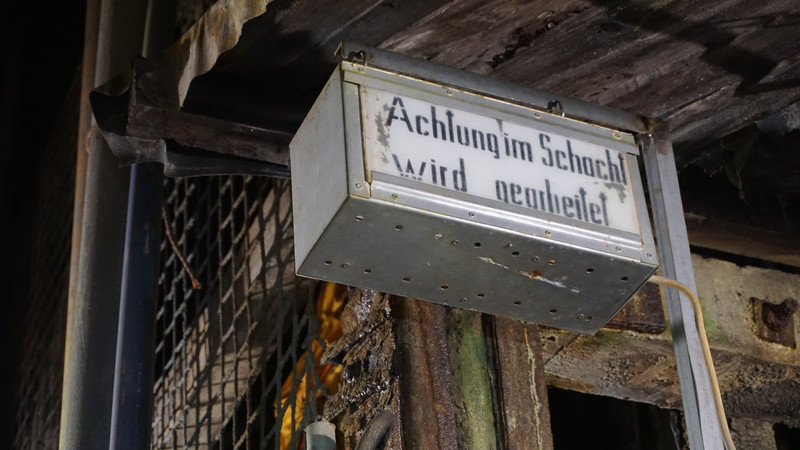 Achtung im Schacht
wird gearbeitet